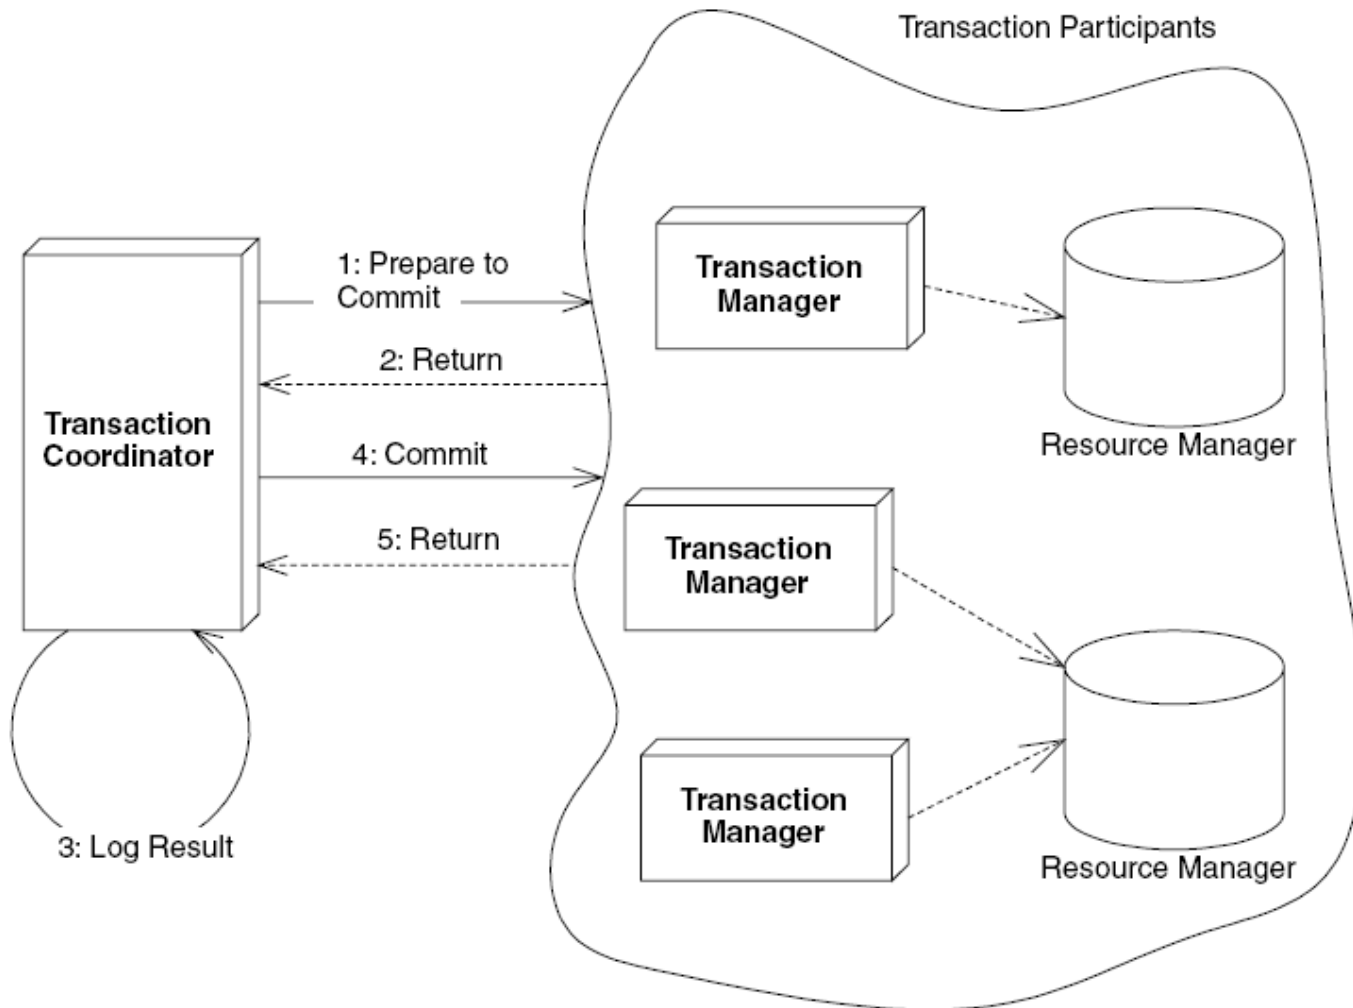 Transaction Participants
1: Prepare to
Commit
2: Return
4: Commit
5: Return
Transaction
Coordinator
3: Log Result
Transaction
Manager
Resource Manager
Transaction
Manager
Transaction
Manager
Resource Manager